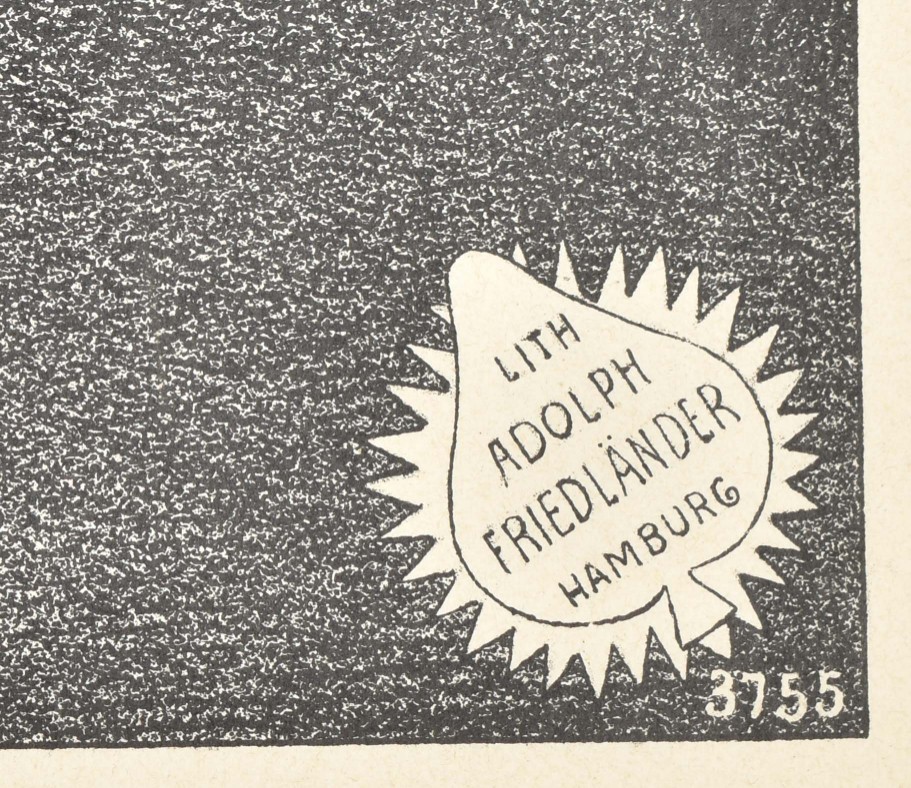 LITH
ADOLPH
FRIEDLÄNDER
HAMBURG
3755